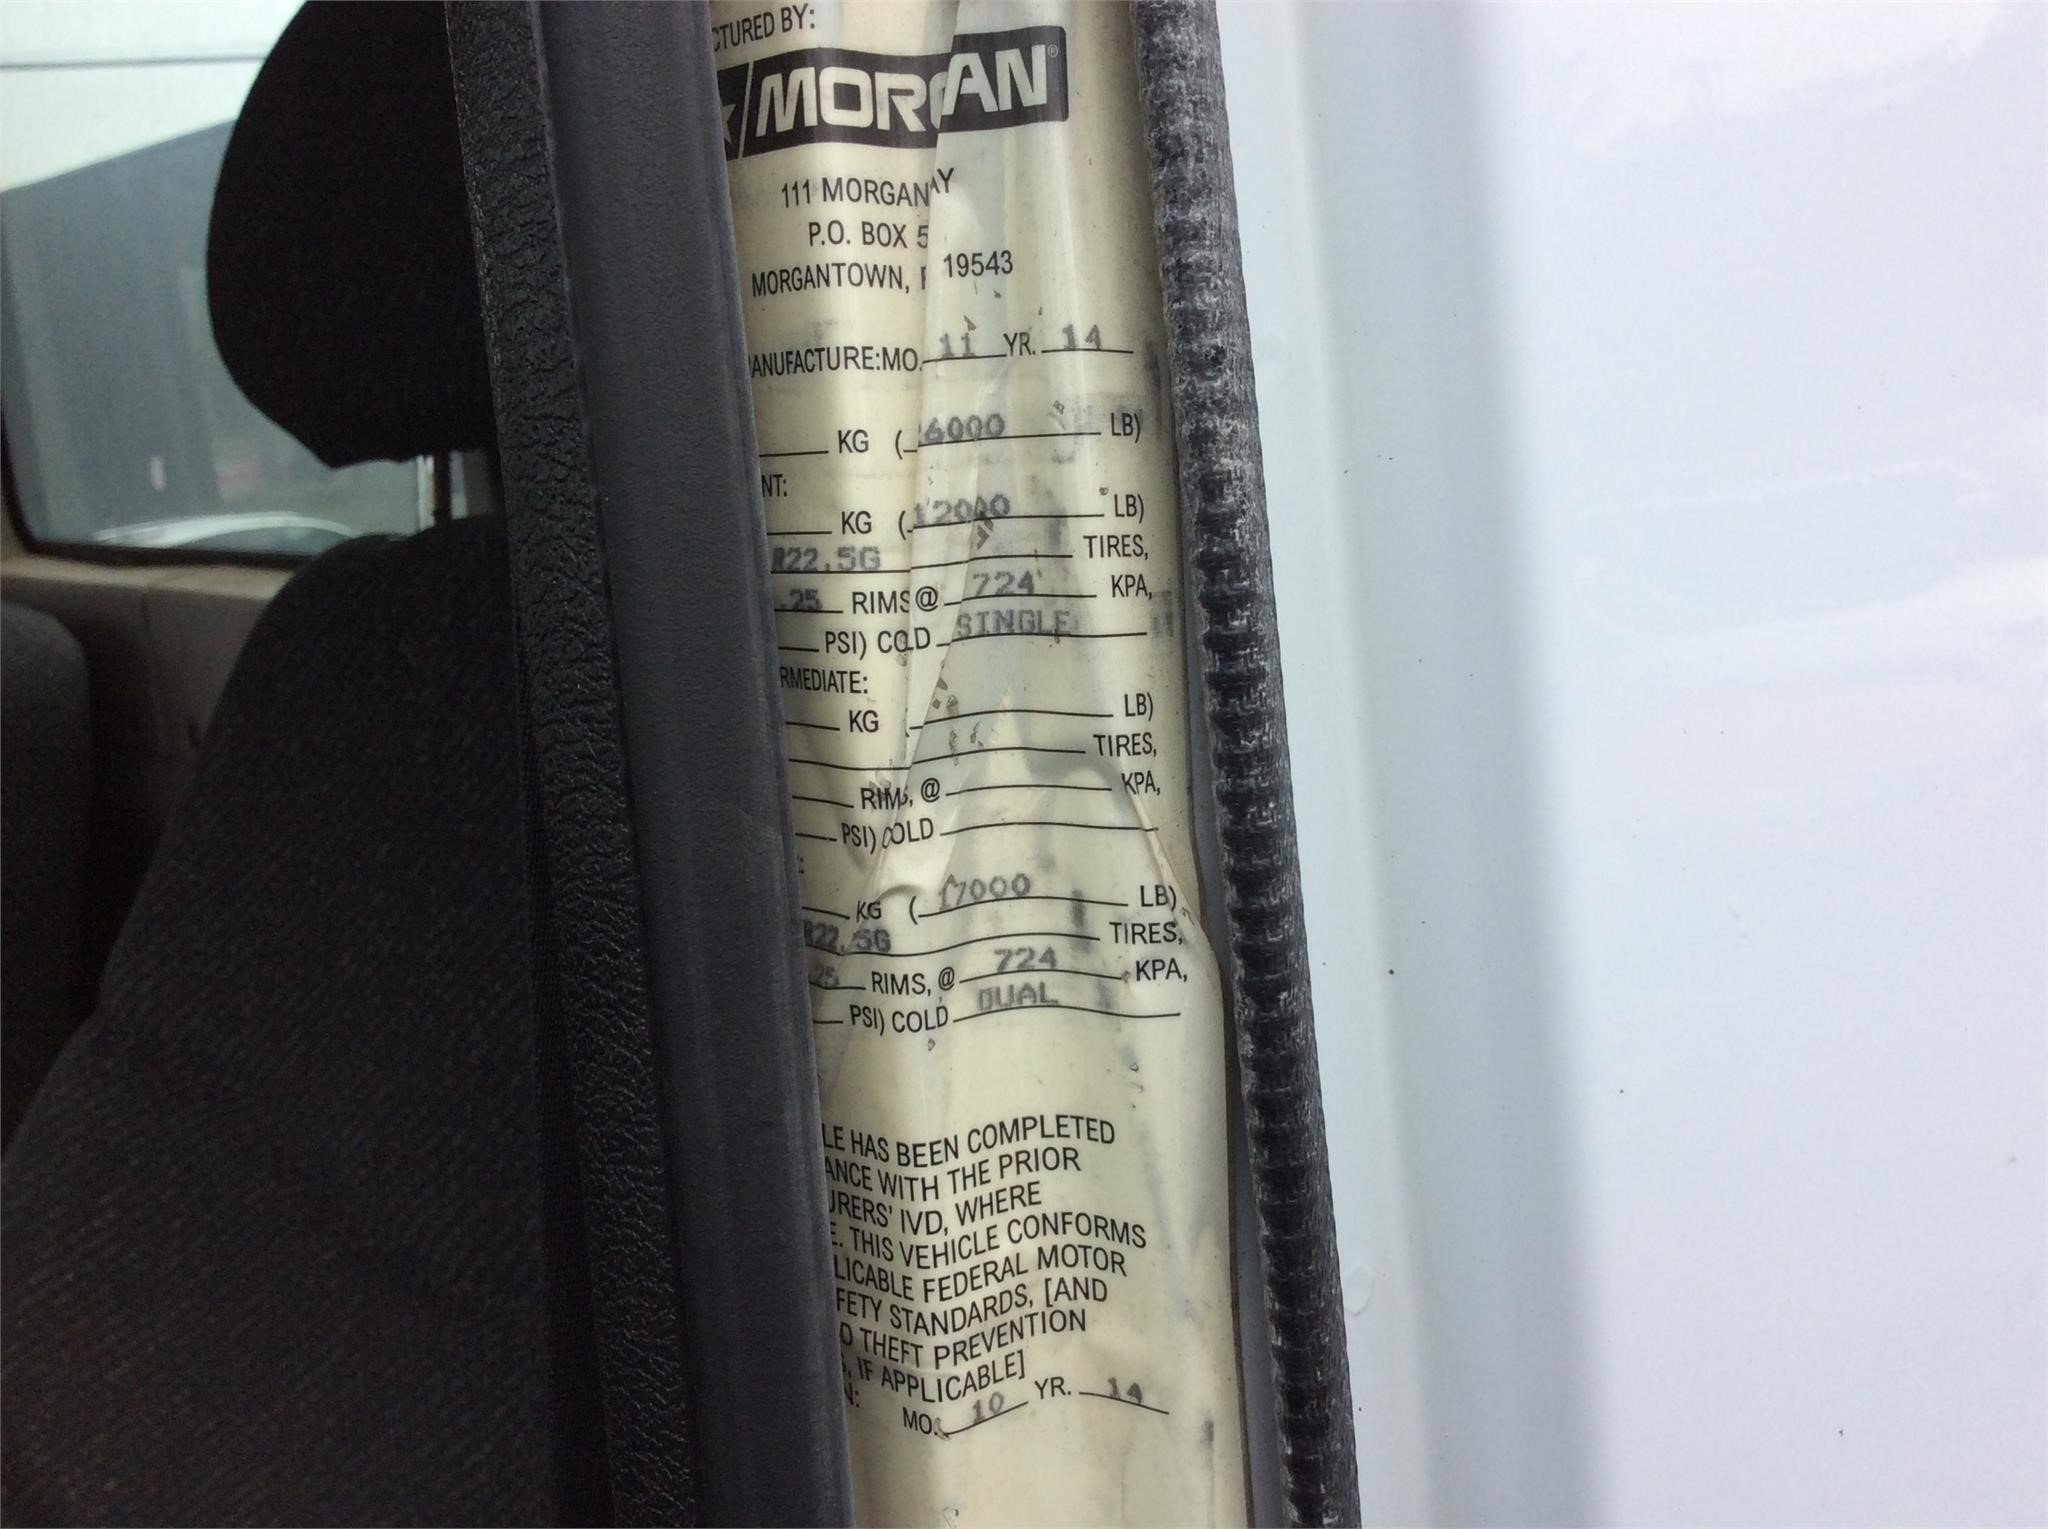 CTURED BY:
MORGAN®
111 MORGAN AY
P.O. BOX 5
MORGANTOWN, 19543
ANUFACTURE:MO. 11 YR. 14
KG ( 6000 LB)
NT:
KG ( 12000 LB)
R22.5G TIRES,
.25 RIMS @ 724 KPA,
PSI) COLD SINGLE
RMEDIATE:
KG LB)
TIRES,
RIMS, @ KPA,
PSI) COLD
:
KG ( 17000 LB)
R22.5G TIRES,
25 RIMS, @ 724 KPA,
PSI) COLD DUAL
LE HAS BEEN COMPLETED
ANCE WITH THE PRIOR
URERS' IVD, WHERE
E. THIS VEHICLE CONFORMS
LICABLE FEDERAL MOTOR
FETY STANDARDS, [AND
D THEFT PREVENTION
, IF APPLICABLE]
N: MO. 10 YR. 14